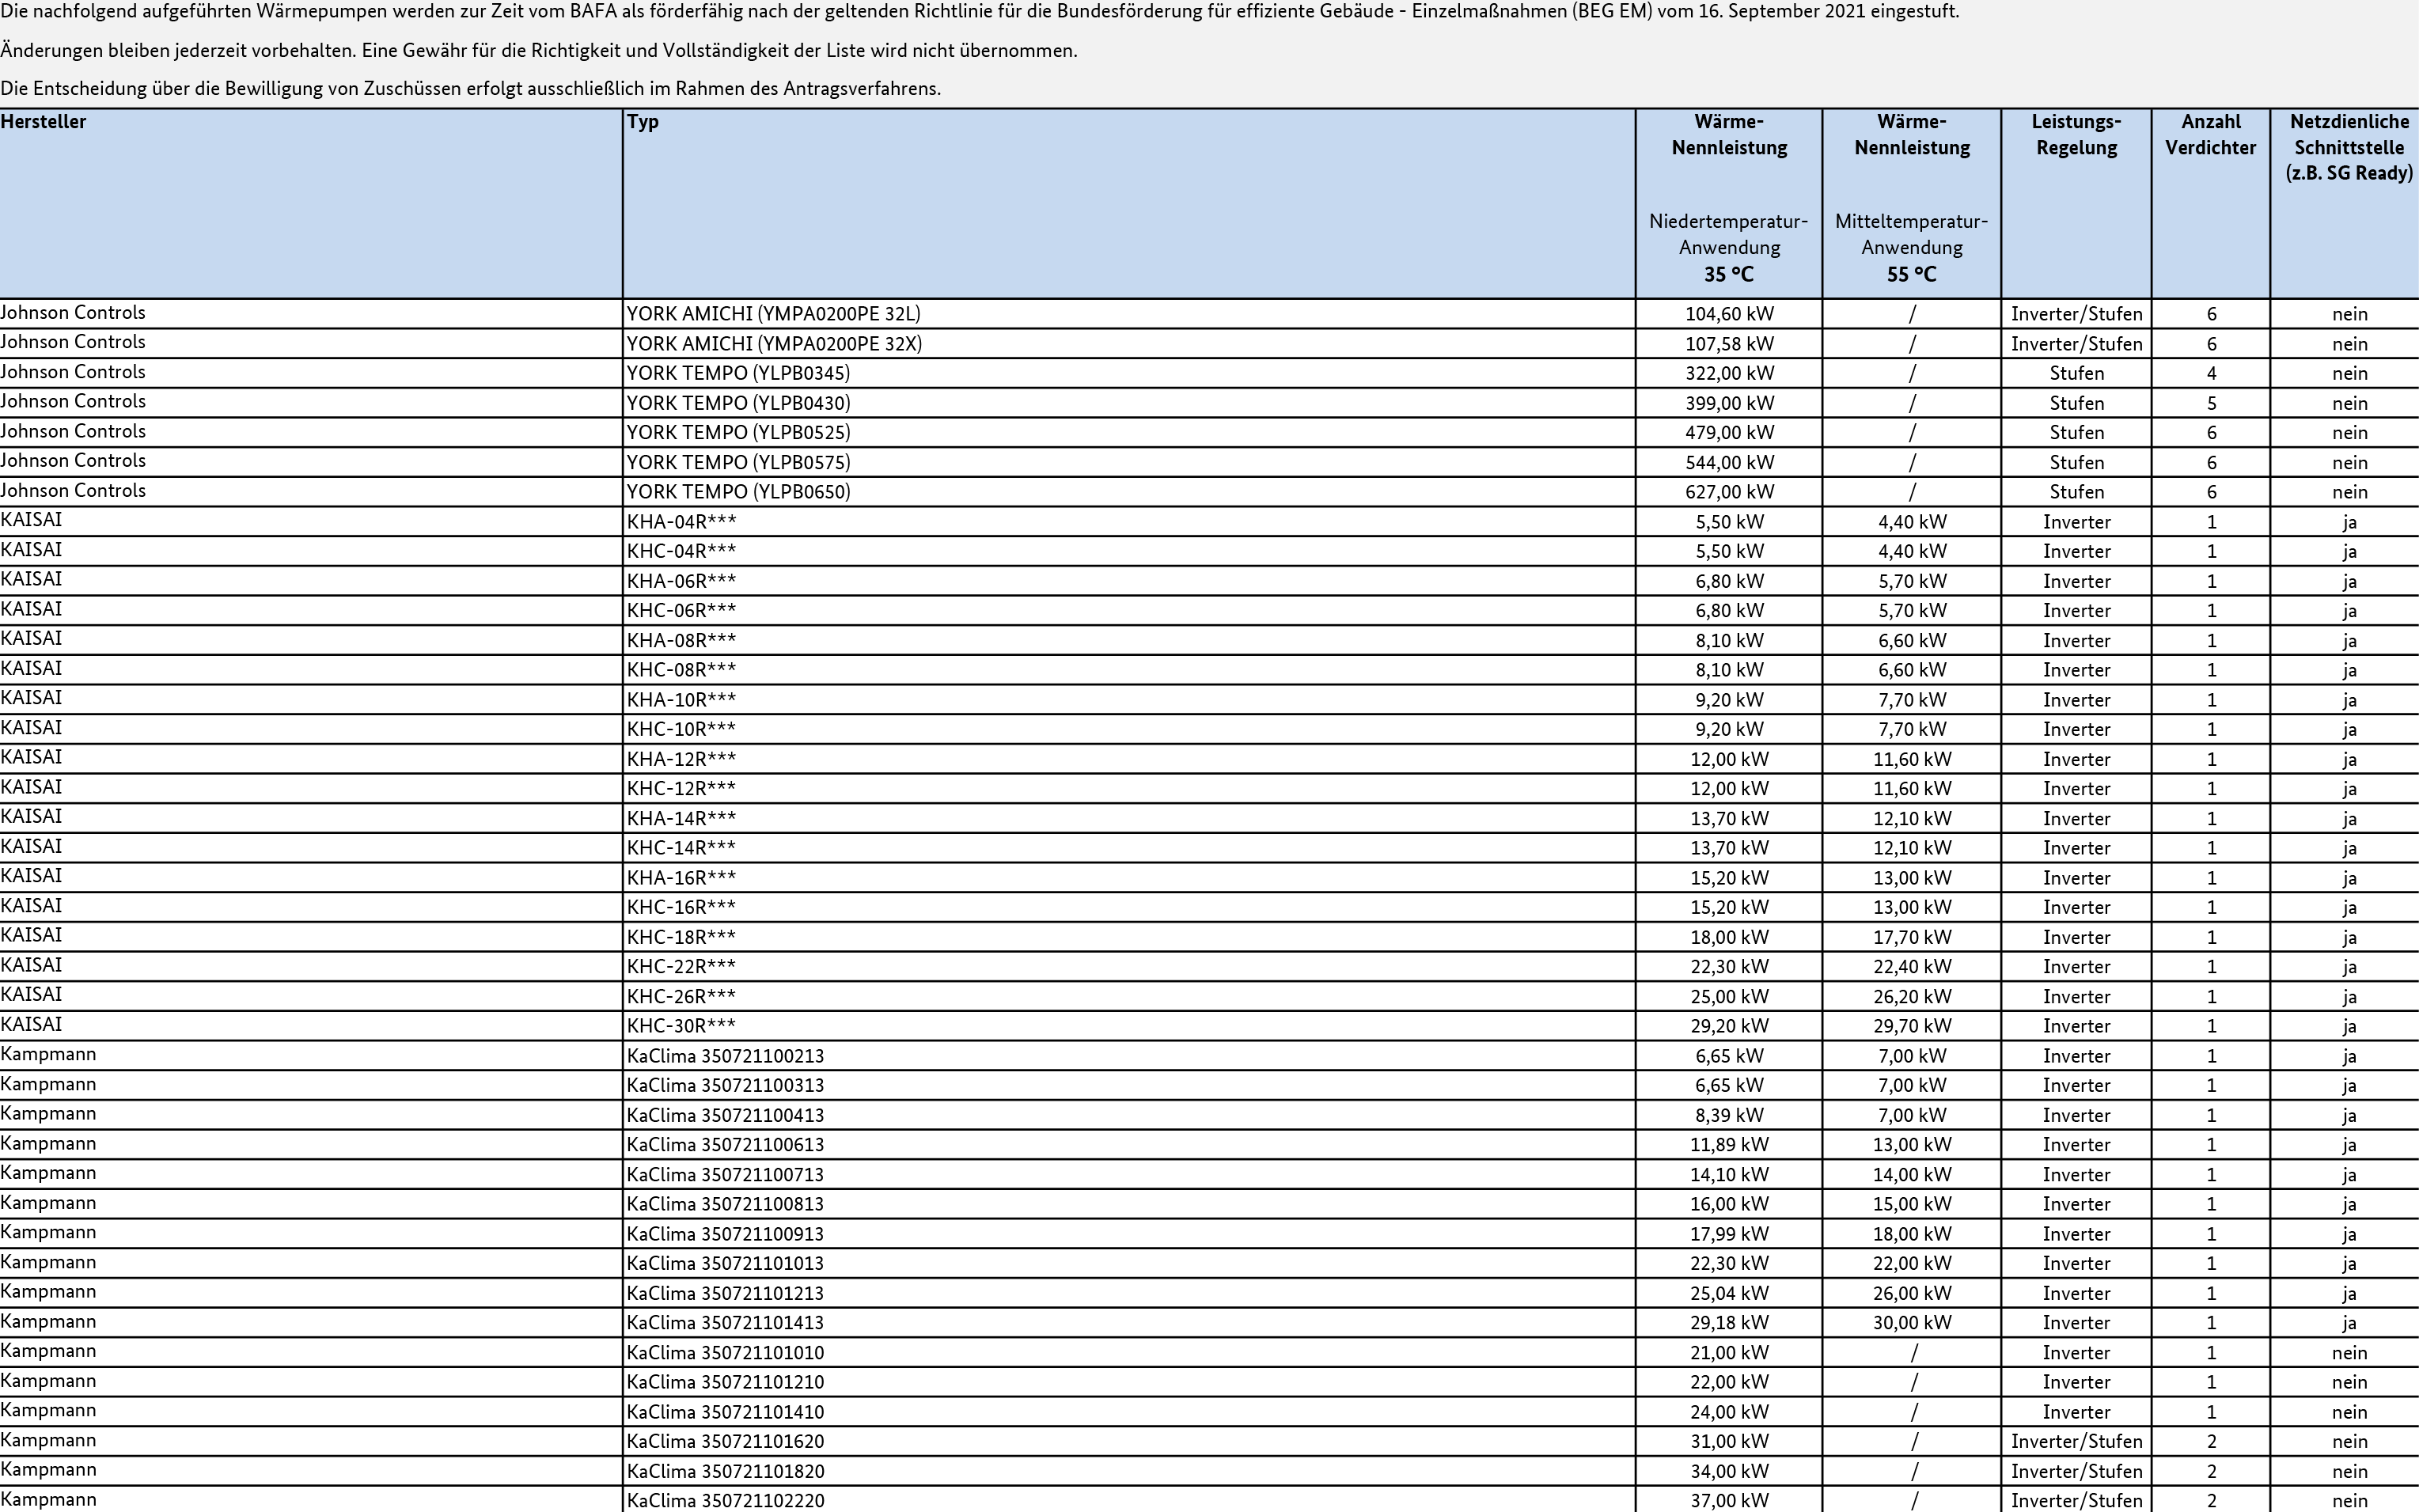 Die nachfolgend aufgeführten Wärmepumpen werden zur Zeit vom BAFA als förderfähig nach der geltenden Richtlinie für die Bundesförderung für effiziente Gebäude - Einzelmaßnahmen (BEG EM) vom 16. September 2021 eingestuft.
Änderungen bleiben jederzeit vorbehalten. Eine Gewähr für die Richtigkeit und Vollständigkeit der Liste wird nicht übernommen.
Die Entscheidung über die Bewilligung von Zuschüssen erfolgt ausschließlich im Rahmen des Antragsverfahrens.
Hersteller Typ Wärme- Wärme- Leistungs- Anzahl Netzdienliche
Nennleistung Nennleistung Regelung Verdichter Schnittstelle
(z.B. SG Ready)
Niedertemperatur- Mitteltemperatur-
Anwendung Anwendung
35 °C 55 °C
Johnson Controls YORK AMICHI (YMPA0200PE 32L) 104,60 kW / Inverter/Stufen 6 nein
Johnson Controls YORK AMICHI (YMPA0200PE 32X) 107,58 kW / Inverter/Stufen 6 nein
Johnson Controls YORK TEMPO (YLPB0345) 322,00 kW / Stufen 4 nein
Johnson Controls YORK TEMPO (YLPB0430) 399,00 kW / Stufen 5 nein
Johnson Controls YORK TEMPO (YLPB0525) 479,00 kW / Stufen 6 nein
Johnson Controls YORK TEMPO (YLPB0575) 544,00 kW / Stufen 6 nein
Johnson Controls YORK TEMPO (YLPB0650) 627,00 kW / Stufen 6 nein
KAISAI KHA-04R*** 5,50 kW 4,40 kW Inverter 1 ja
KAISAI KHC-04R*** 5,50 kW 4,40 kW Inverter 1 ja
KAISAI KHA-06R*** 6,80 kW 5,70 kW Inverter 1 ja
KAISAI KHC-06R*** 6,80 kW 5,70 kW Inverter 1 ja
KAISAI KHA-08R*** 8,10 kW 6,60 kW Inverter 1 ja
KAISAI KHC-08R*** 8,10 kW 6,60 kW Inverter 1 ja
KAISAI KHA-10R*** 9,20 kW 7,70 kW Inverter 1 ja
KAISAI KHC-10R*** 9,20 kW 7,70 kW Inverter 1 ja
KAISAI KHA-12R*** 12,00 kW 11,60 kW Inverter 1 ja
KAISAI KHC-12R*** 12,00 kW 11,60 kW Inverter 1 ja
KAISAI KHA-14R*** 13,70 kW 12,10 kW Inverter 1 ja
KAISAI KHC-14R*** 13,70 kW 12,10 kW Inverter 1 ja
KAISAI KHA-16R*** 15,20 kW 13,00 kW Inverter 1 ja
KAISAI KHC-16R*** 15,20 kW 13,00 kW Inverter 1 ja
KAISAI KHC-18R*** 18,00 kW 17,70 kW Inverter 1 ja
KAISAI KHC-22R*** 22,30 kW 22,40 kW Inverter 1 ja
KAISAI KHC-26R*** 25,00 kW 26,20 kW Inverter 1 ja
KAISAI KHC-30R*** 29,20 kW 29,70 kW Inverter 1 ja
Kampmann KaClima 350721100213 6,65 kW 7,00 kW Inverter 1 ja
Kampmann KaClima 350721100313 6,65 kW 7,00 kW Inverter 1 ja
Kampmann KaClima 350721100413 8,39 kW 7,00 kW Inverter 1 ja
Kampmann KaClima 350721100613 11,89 kW 13,00 kW Inverter 1 ja
Kampmann KaClima 350721100713 14,10 kW 14,00 kW Inverter 1 ja
Kampmann KaClima 350721100813 16,00 kW 15,00 kW Inverter 1 ja
Kampmann KaClima 350721100913 17,99 kW 18,00 kW Inverter 1 ja
Kampmann KaClima 350721101013 22,30 kW 22,00 kW Inverter 1 ja
Kampmann KaClima 350721101213 25,04 kW 26,00 kW Inverter 1 ja
Kampmann KaClima 350721101413 29,18 kW 30,00 kW Inverter 1 ja
Kampmann KaClima 350721101010 21,00 kW / Inverter 1 nein
Kampmann KaClima 350721101210 22,00 kW / Inverter 1 nein
Kampmann KaClima 350721101410 24,00 kW / Inverter 1 nein
Kampmann KaClima 350721101620 31,00 kW / Inverter/Stufen 2 nein
Kampmann KaClima 350721101820 34,00 kW / Inverter/Stufen 2 nein
Kampmann KaClima 350721102220 37,00 kW / Inverter/Stufen 2 nein